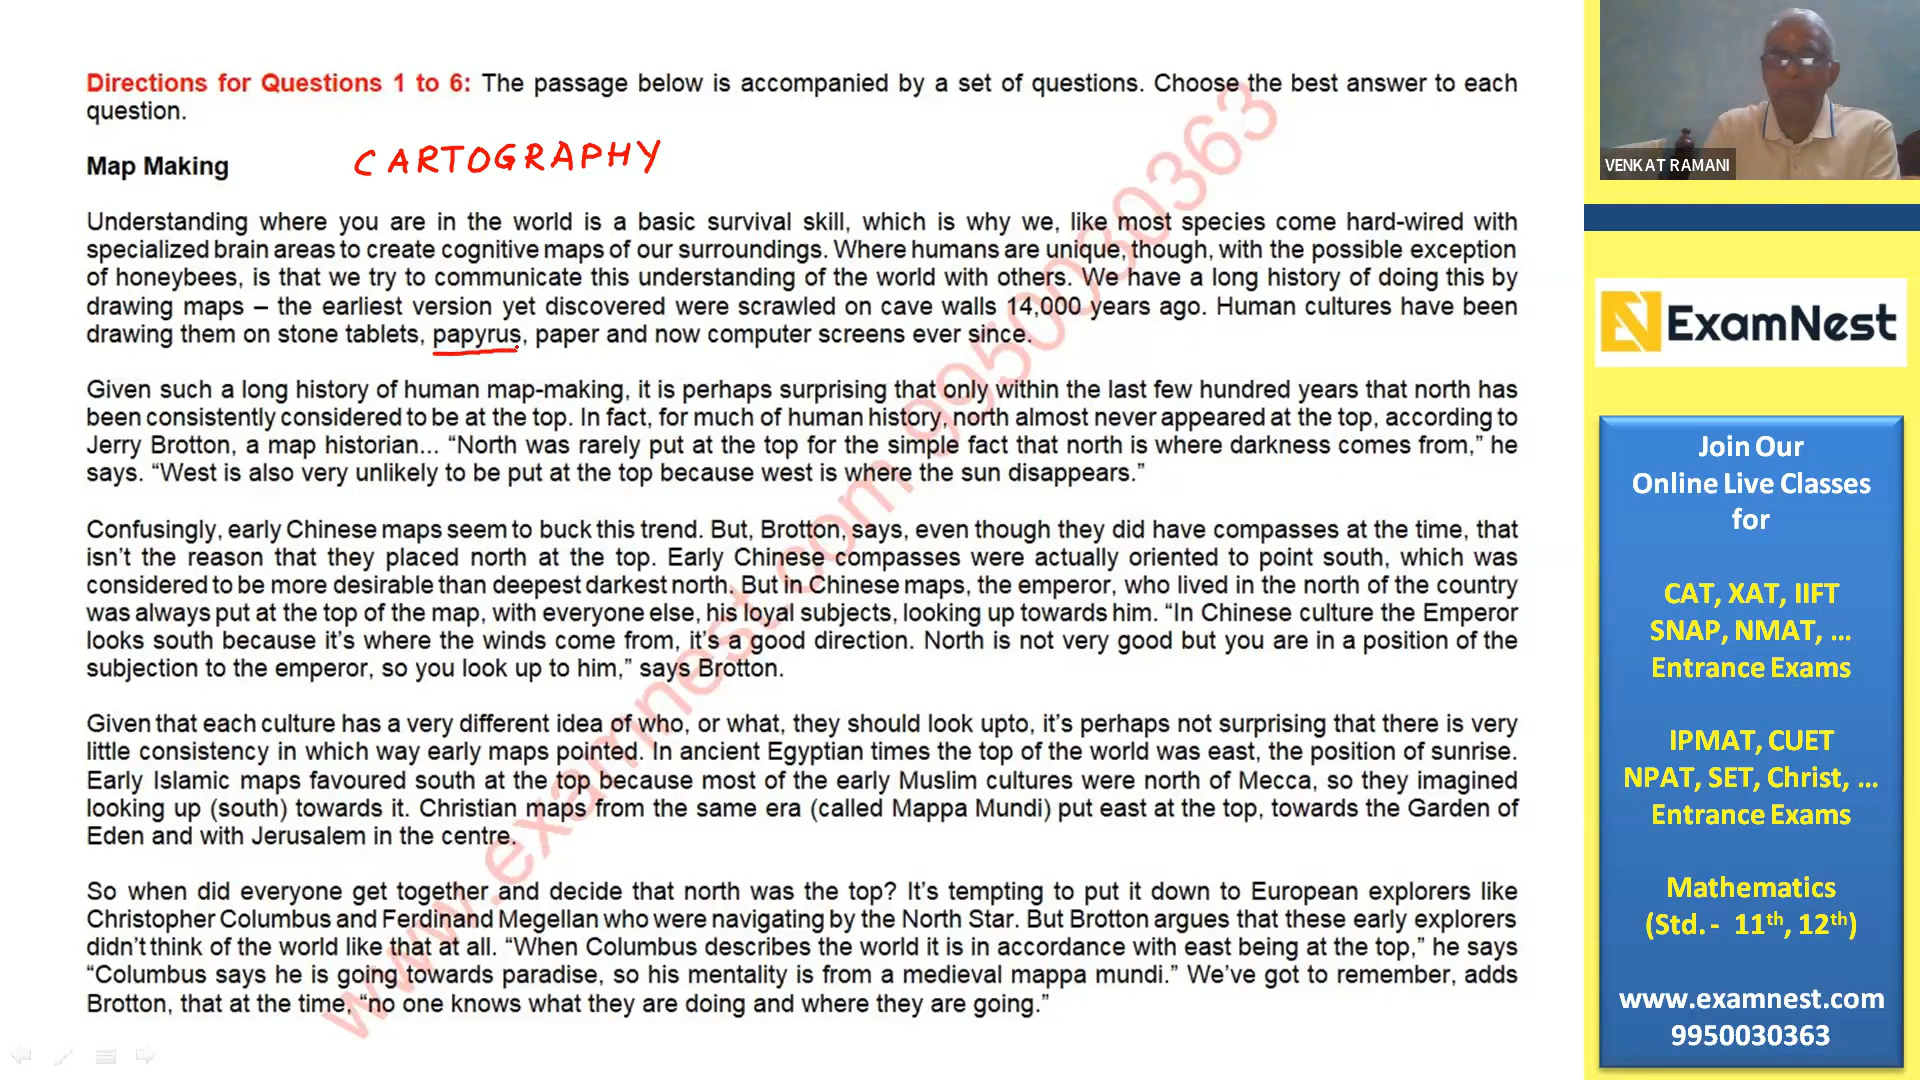 Directions for Questions 1 to 6: The passage below is accompanied by a set of questions. Choose the best answer to each
question.
Map Making
CARTOGRAPHY
Understanding where you are in the world is a basic survival skill, which is why we, like most species come hard-wired with
specialized brain areas to create cognitive maps of our surroundings. Where humans are unique, though, with the possible exception
of honeybees, is that we try to communicate this understanding of the world with others. We have a long history of doing this by
drawing maps – the earliest version yet discovered were scrawled on cave walls 14,000 years ago. Human cultures have been
drawing them on stone tablets, papyrus, paper and now computer screens ever since.
Given such a long history of human map-making, it is perhaps surprising that only within the last few hundred years that north has
been consistently considered to be at the top. In fact, for much of human history, north almost never appeared at the top, according to
Jerry Brotton, a map historian... “North was rarely put at the top for the simple fact that north is where darkness comes from,” he
says. “West is also very unlikely to be put at the top because west is where the sun disappears.”
Confusingly, early Chinese maps seem to buck this trend. But, Brotton, says, even though they did have compasses at the time, that
isn’t the reason that they placed north at the top. Early Chinese compasses were actually oriented to point south, which was
considered to be more desirable than deepest darkest north. But in Chinese maps, the emperor, who lived in the north of the country
was always put at the top of the map, with everyone else, his loyal subjects, looking up towards him. “In Chinese culture the Emperor
looks south because it’s where the winds come from, it’s a good direction. North is not very good but you are in a position of the
subjection to the emperor, so you look up to him,” says Brotton.
Given that each culture has a very different idea of who, or what, they should look upto, it’s perhaps not surprising that there is very
little consistency in which way early maps pointed. In ancient Egyptian times the top of the world was east, the position of sunrise.
Early Islamic maps favoured south at the top because most of the early Muslim cultures were north of Mecca, so they imagined
looking up (south) towards it. Christian maps from the same era (called Mappa Mundi) put east at the top, towards the Garden of
Eden and with Jerusalem in the centre.
So when did everyone get together and decide that north was the top? It’s tempting to put it down to European explorers like
Christopher Columbus and Ferdinand Megellan who were navigating by the North Star. But Brotton argues that these early explorers
didn’t think of the world like that at all. “When Columbus describes the world it is in accordance with east being at the top,” he says
“Columbus says he is going towards paradise, so his mentality is from a medieval mappa mundi.” We’ve got to remember, adds
Brotton, that at the time, “no one knows what they are doing and where they are going.”
www.examnest.com 9950030363
VENKAT RAMANI
ExamNest
Join Our
Online Live Classes
for
CAT, XAT, IIFT
SNAP, NMAT, ...
Entrance Exams
IPMAT, CUET
NPAT, SET, Christ, ...
Entrance Exams
Mathematics
(Std. - 11th, 12th)
www.examnest.com
9950030363